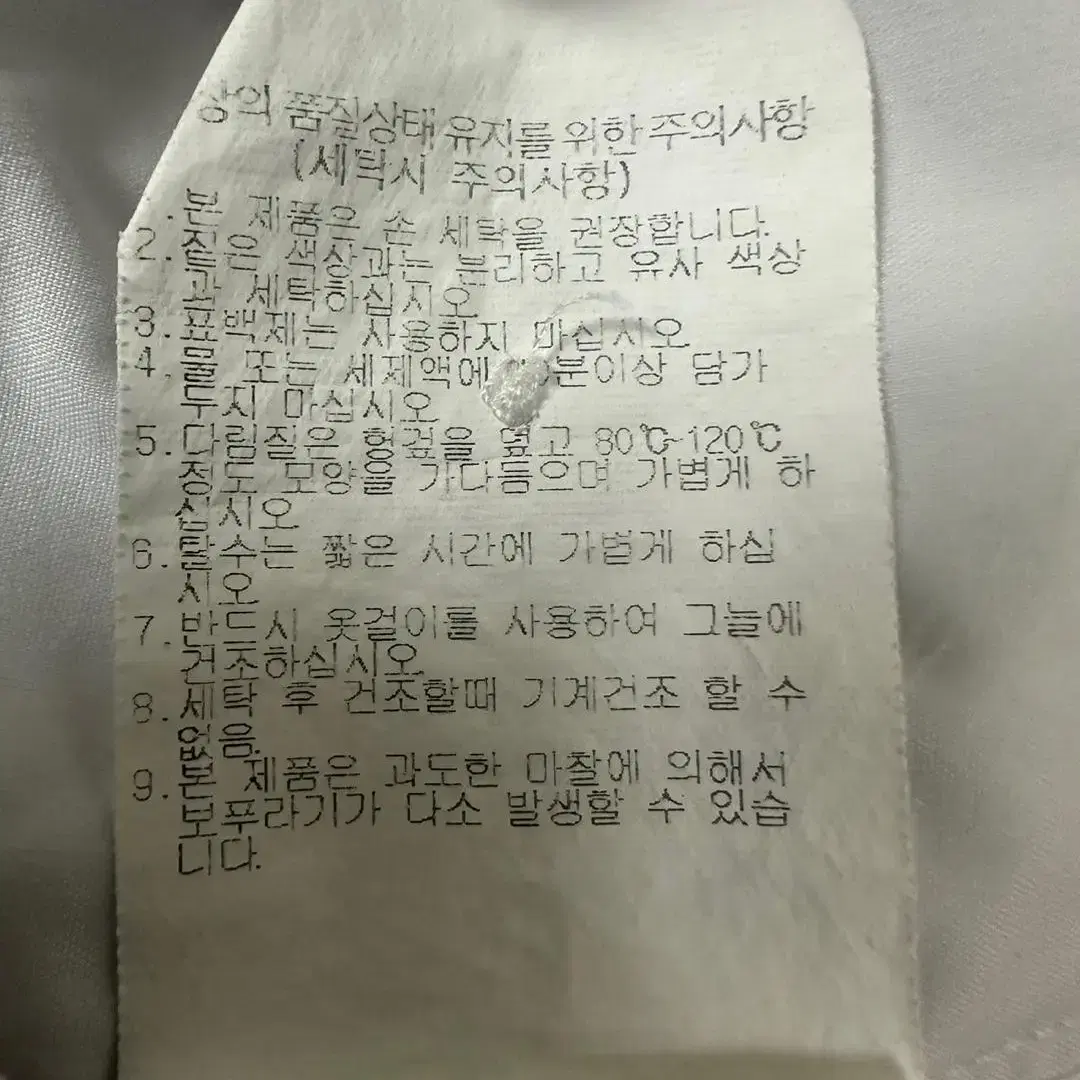 상의 품질상태 유지를 위한 주의사항
(세탁시 주의사항)
.본 제품은 손 세탁을 권장합니다.
2.짙은 색상과는 분리하고 유사 색상
과 세탁하십시오
3.표백제는 사용하지 마십시오
4.물 또는 세제액에 분이상 담가
두지 마십시오
5.다림질은 헝겊을 덮고 80℃~120℃
정도 모양을 가다듬으며 가볍게 하
십시오
6.탈수는 짧은 시간에 가볍게 하십
시오
7.반드시 옷걸이를 사용하여 그늘에
건조하십시오
8.세탁 후 건조할때 기계건조 할 수
없음.
9.본 제품은 과도한 마찰에 의해서
보푸라기가 다소 발생할 수 있습
니다.